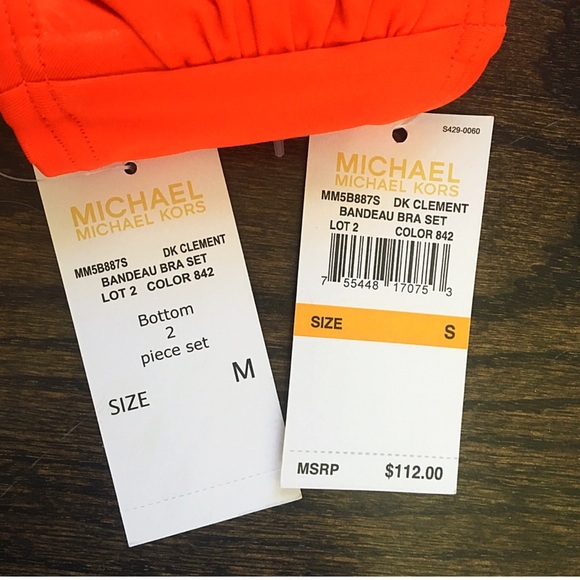 MICHAEL
MICHAEL KORS
MM5B887S DK CLEMENT
BANDEAU BRA SET
LOT 2 COLOR 842
Bottom
2
piece set
SIZE M
S429-0060
MICHAEL
MICHAEL KORS
MM5B887S DK CLEMENT
BANDEAU BRA SET
LOT 2 COLOR 842
7 55448 17075 3
SIZE S
MSRP $112.00